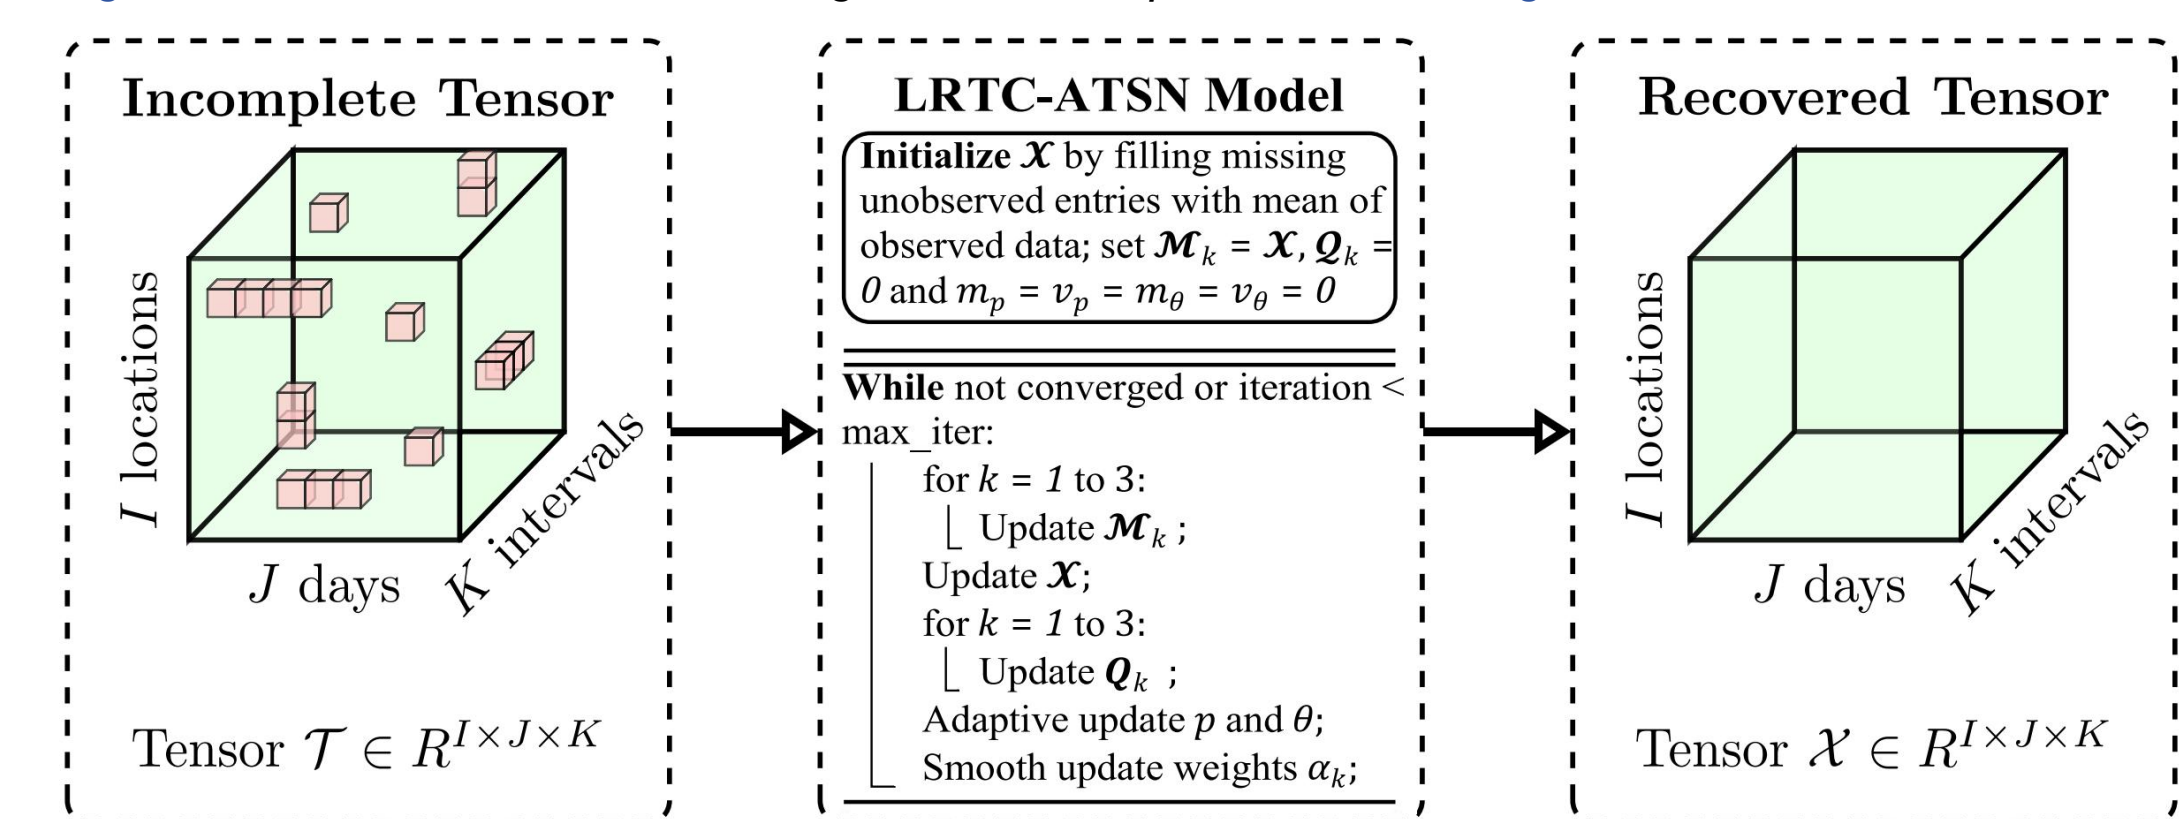 Incomplete Tensor
I locations
J days
K intervals
Tensor 𝒯 ∈ R^{I×J×K}
LRTC-ATSN Model
Initialize 𝓧 by filling missing
unobserved entries with mean of
observed data; set 𝓜_k = 𝓧, 𝓠_k =
0 and m_p = v_p = m_θ = v_θ = 0
While not converged or iteration <
max_iter:
for k = 1 to 3:
Update 𝓜_k ;
Update 𝓧;
for k = 1 to 3:
Update 𝑸_k ;
Adaptive update p and θ;
Smooth update weights α_k;
Recovered Tensor
I locations
J days
K intervals
Tensor 𝒳 ∈ R^{I×J×K}